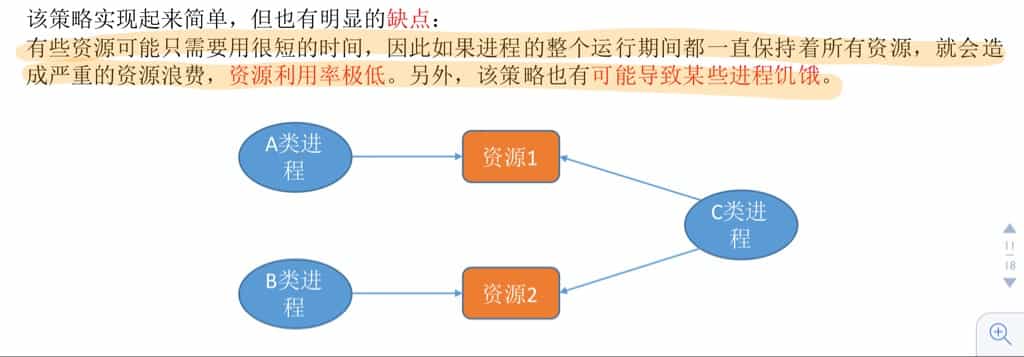 该策略实现起来简单，但也有明显的缺点：
有些资源可能只需要用很短的时间，因此如果进程的整个运行期间都一直保持着所有资源，就会造
成严重的资源浪费，资源利用率极低。另外，该策略也有可能导致某些进程饥饿。
A类进
程
资源1
C类进
程
B类进
程
资源2
11
18